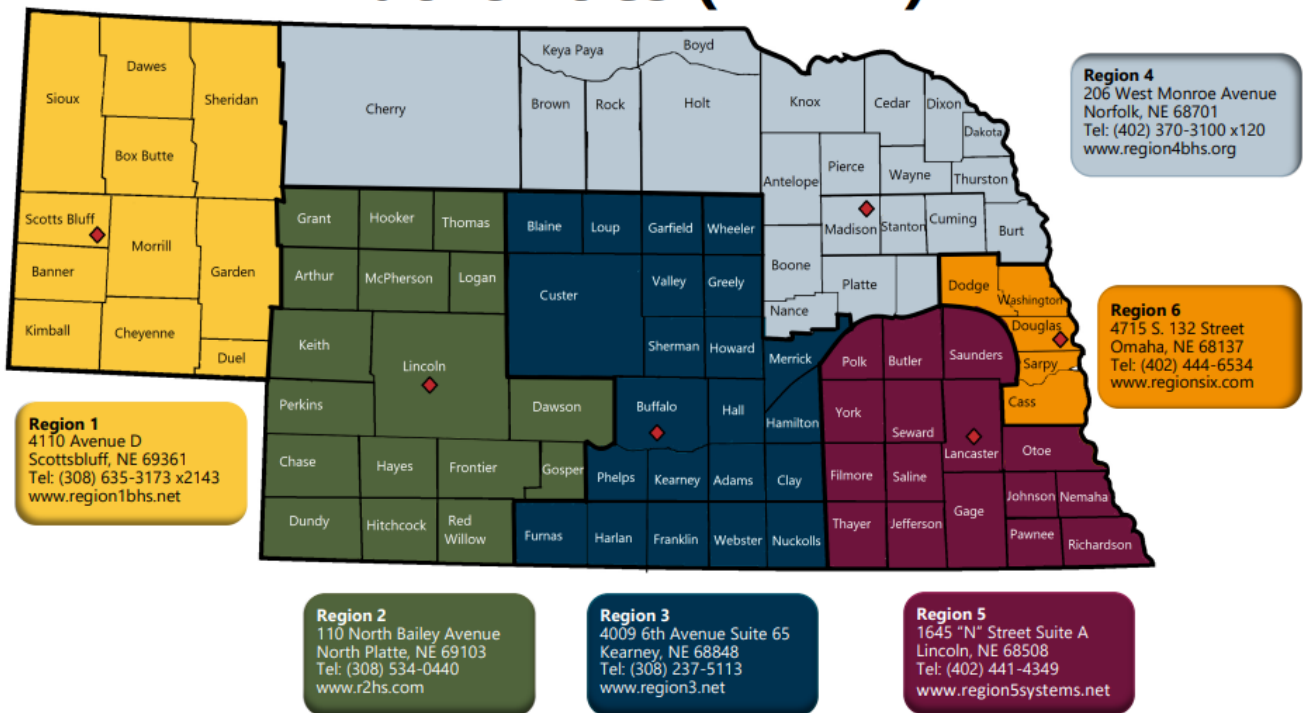 Keya Paya
Boyd
Dawes
Sioux
Sheridan
Cherry
Brown
Rock
Holt
Knox
Cedar
Dixon
Dakota
Box Butte
Pierce
Antelope
Wayne
Thurston
Scotts Bluff
Morrill
Grant
Hooker
Thomas
Blaine
Loup
Garfield
Wheeler
Madison
Stanton
Cuming
Burt
Banner
Garden
Arthur
McPherson
Logan
Custer
Valley
Greely
Boone
Platte
Dodge
Washington
Nance
Kimball
Cheyenne
Duel
Keith
Lincoln
Sherman
Howard
Merrick
Polk
Butler
Saunders
Douglas
Sarpy
Perkins
Dawson
Buffalo
Hall
Hamilton
York
Seward
Lancaster
Cass
Otoe
Chase
Hayes
Frontier
Gosper
Phelps
Kearney
Adams
Clay
Filmore
Saline
Gage
Johnson
Nemaha
Dundy
Hitchcock
Red
Willow
Furnas
Harlan
Franklin
Webster
Nuckolls
Thayer
Jefferson
Pawnee
Richardson
Region 4
206 West Monroe Avenue
Norfolk, NE 68701
Tel: (402) 370-3100 x120
www.region4bhs.org
Region 6
4715 S. 132 Street
Omaha, NE 68137
Tel: (402) 444-6534
www.regionsix.com
Region 1
4110 Avenue D
Scottsbluff, NE 69361
Tel: (308) 635-3173 x2143
www.region1bhs.net
Region 2
110 North Bailey Avenue
North Platte, NE 69103
Tel: (308) 534-0440
www.r2hs.com
Region 3
4009 6th Avenue Suite 65
Kearney, NE 68848
Tel: (308) 237-5113
www.region3.net
Region 5
1645 “N” Street Suite A
Lincoln, NE 68508
Tel: (402) 441-4349
www.region5systems.net